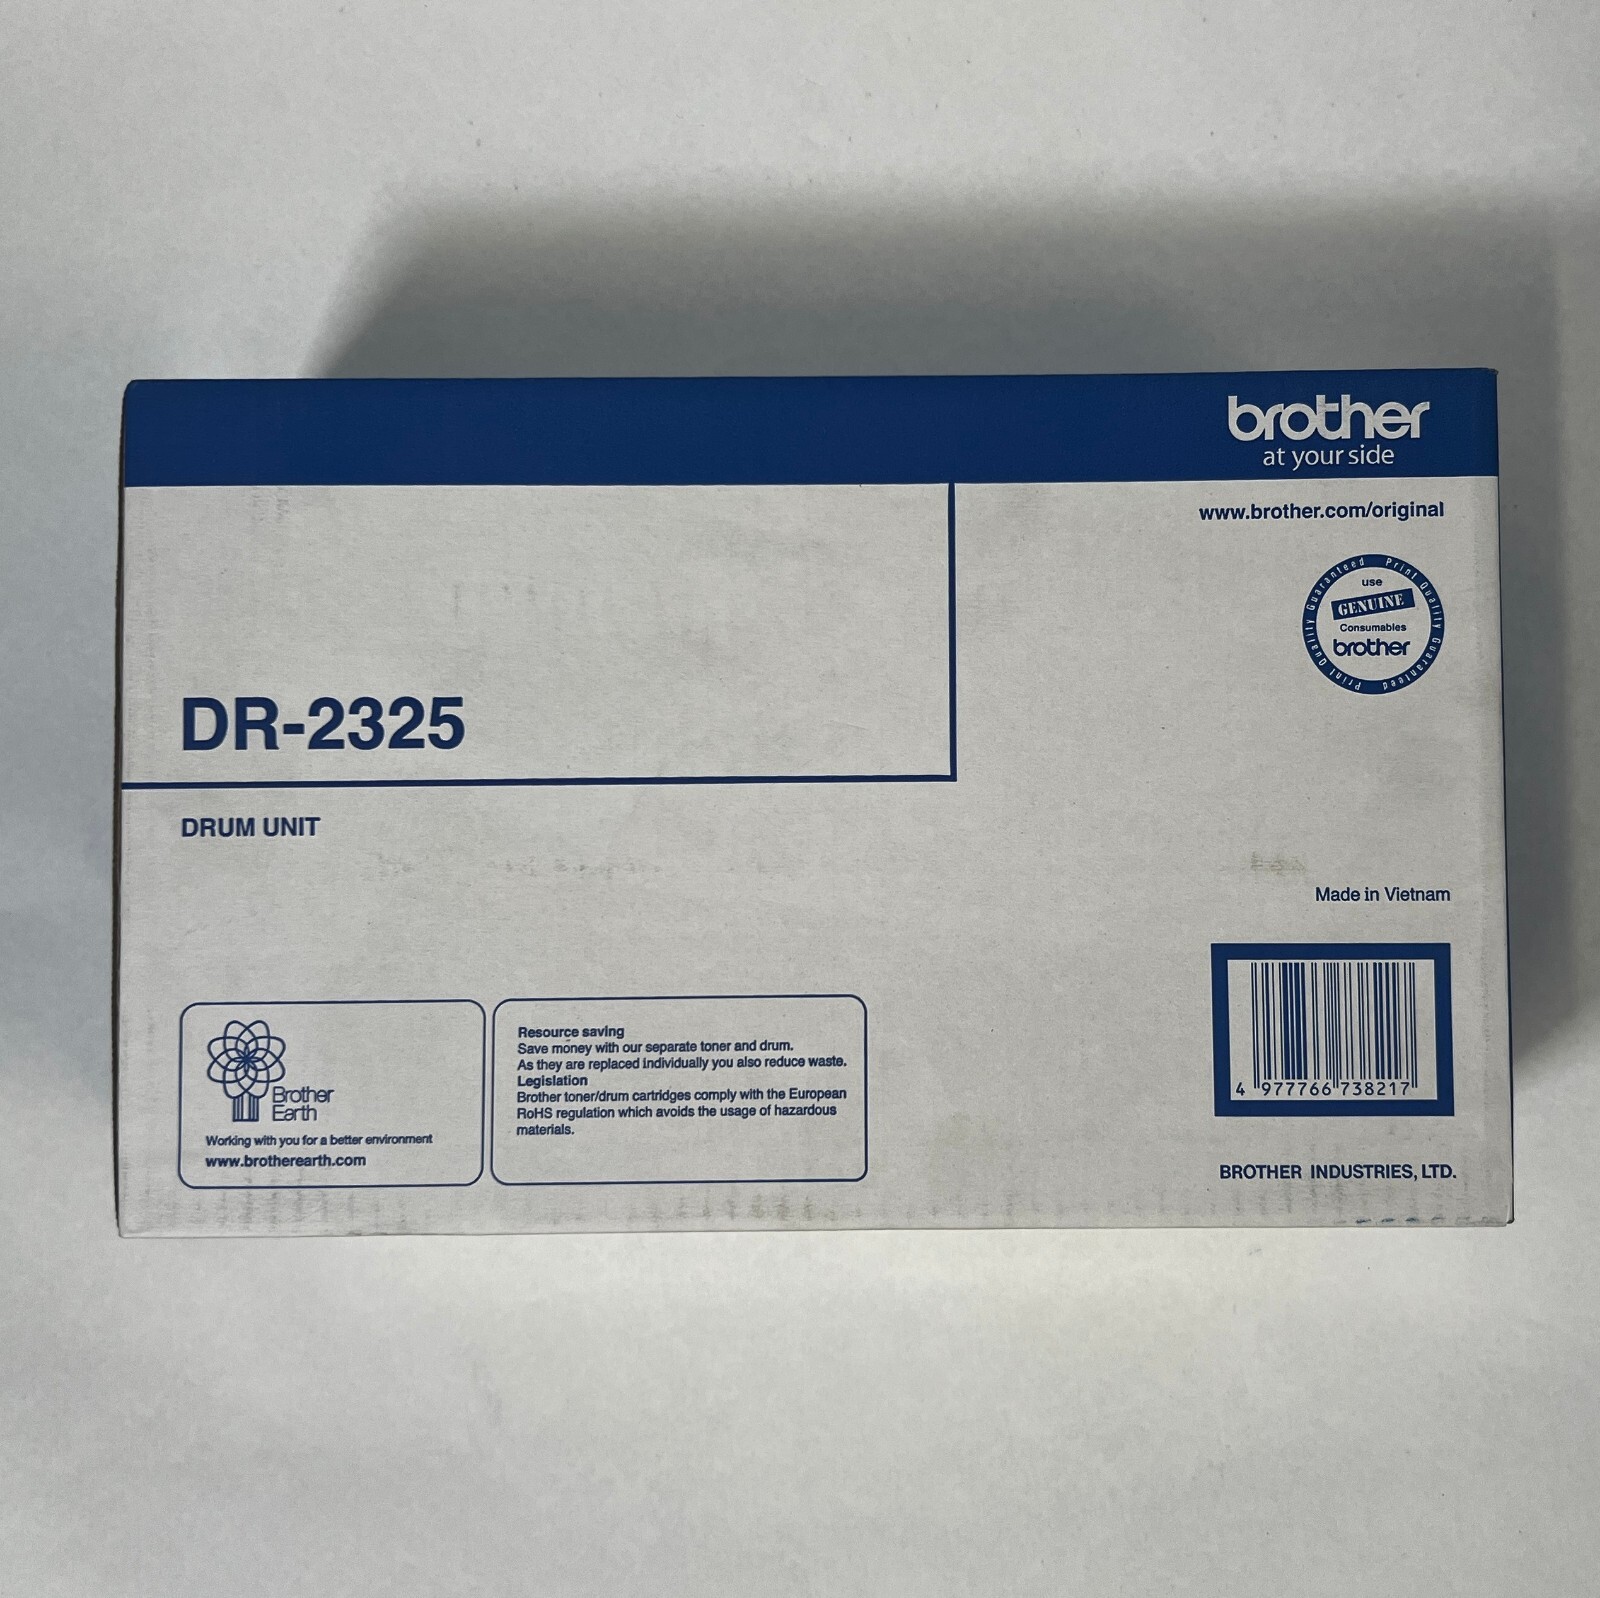 brother
at your side
www.brother.com/original
Print Quality Guaranteed Print Quality Guaranteed
use
GENUINE
Consumables
brother
DR-2325
DRUM UNIT
Made in Vietnam
Brother
Earth
Working with you for a better environment
www.brotherearth.com
Resource saving
Save money with our separate toner and drum.
As they are replaced individually you also reduce waste.
Legislation
Brother toner/drum cartridges comply with the European
RoHS regulation which avoids the usage of hazardous
materials.
4 977766 738217
BROTHER INDUSTRIES, LTD.